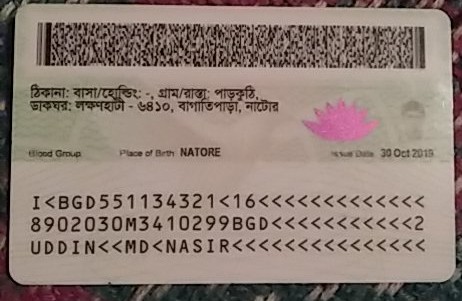 ঠিকানা: বাসা/হোল্ডিং: -, গ্রাম/রাস্তা: পাড়কুঠি,
ডাকঘর: লক্ষণহাটী - ৬৪১০, বাগাতিপাড়া, নাটোর
Blood Group Place of Birth NATORE Issue Date 30 Oct 2019
I<BGD551134321<16<<<<<<<<<<<<<
8902030M3410299BGD<<<<<<<<<<<2
UDDIN<<MD<NASIR<<<<<<<<<<<<<<<